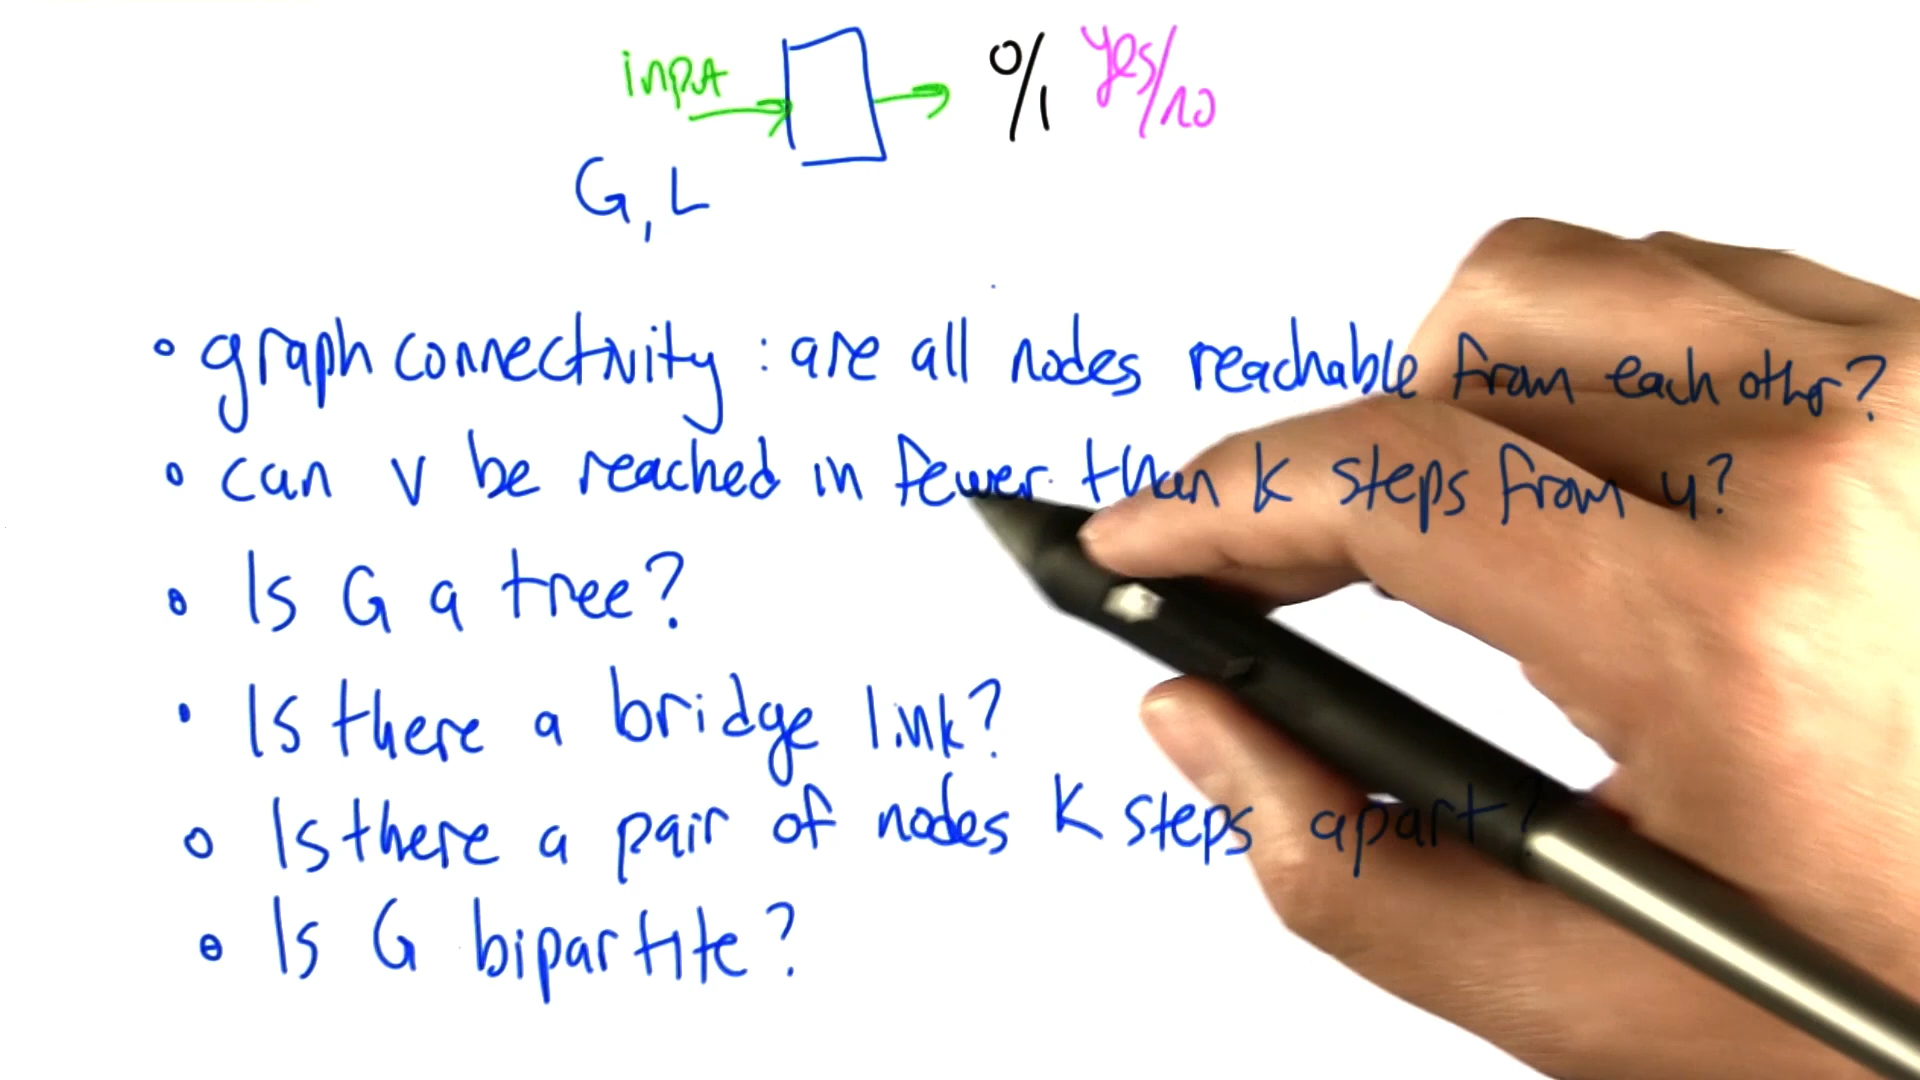 input 0/1 yes/no
G, L
• graph connectivity : are all nodes reachable from each other?
• can v be reached in fewer than k steps from u?
• Is G a tree?
• Is there a bridge link?
• Is there a pair of nodes k steps apart?
• Is G bipartite?